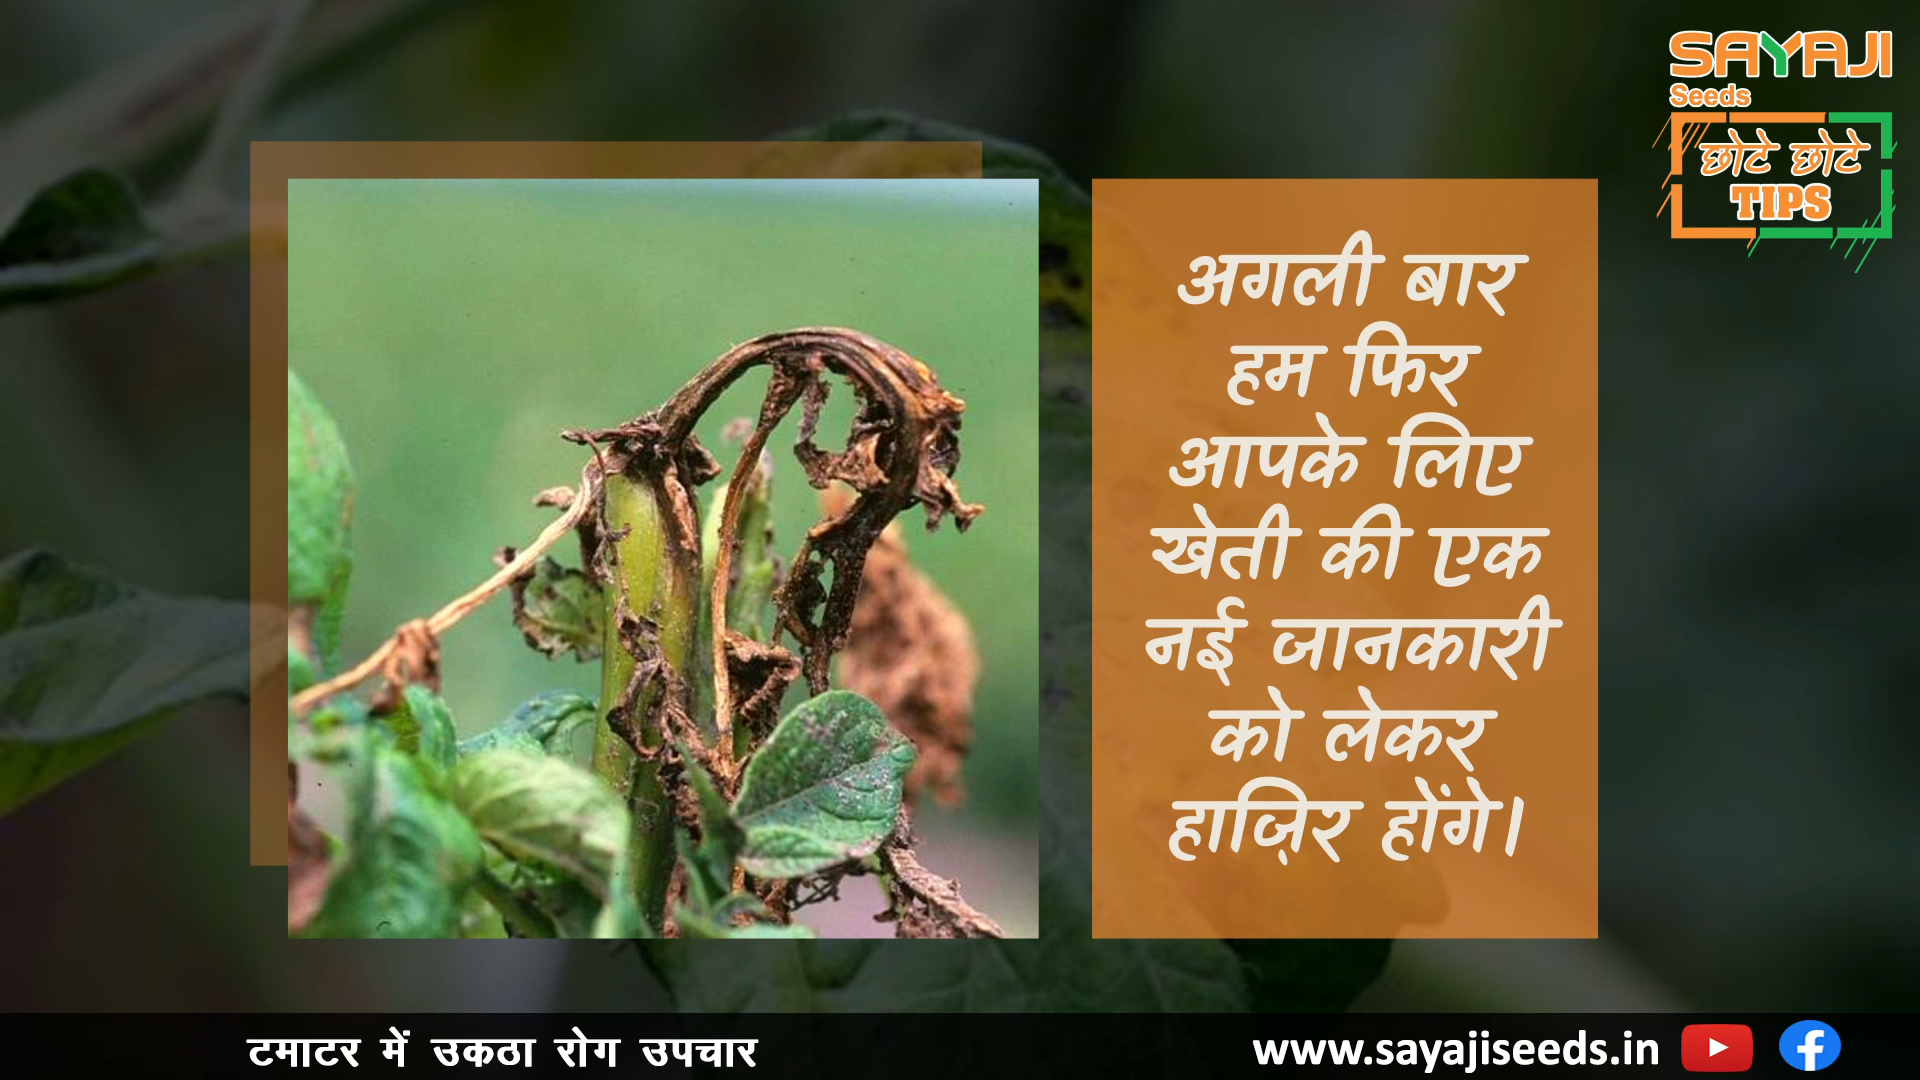 SAYAJI
Seeds
छोटे छोटे
TIPS
अगली बार
हम फिर
आपके लिए
खेती की एक
नई जानकारी
को लेकर
हाज़िर होंगे।
टमाटर में उकठा रोग उपचार
www.sayajiseeds.in